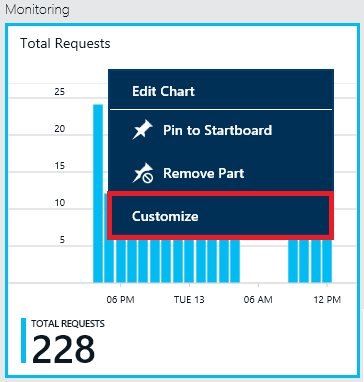 Monitoring
Total Requests
Edit Chart
Pin to Startboard
Remove Part
Customize
25
20
15
10
5
06 PM TUE 13 06 AM 12 PM
TOTAL REQUESTS
228